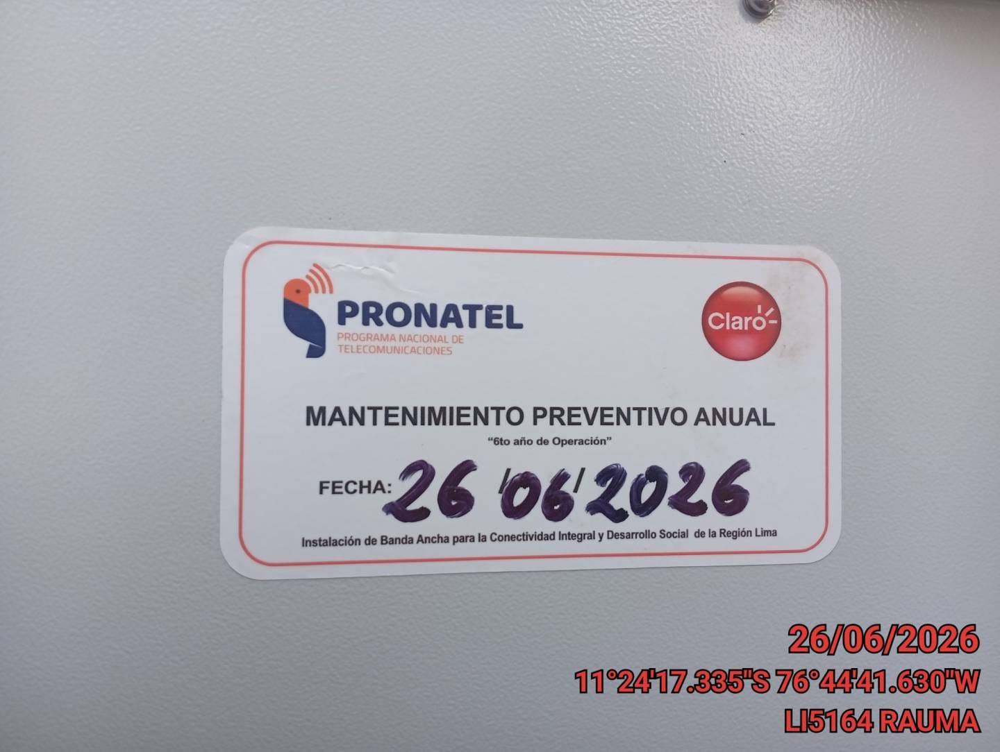 PRONATEL
PROGRAMA NACIONAL DE
TELECOMUNICACIONES
Claro
MANTENIMIENTO PREVENTIVO ANUAL
“6to año de Operación”
FECHA: 26/06/2026
Instalación de Banda Ancha para la Conectividad Integral y Desarrollo Social de la Región Lima
26/06/2026
11°24'17.335"S 76°44'41.630"W
LI5164 RAUMA